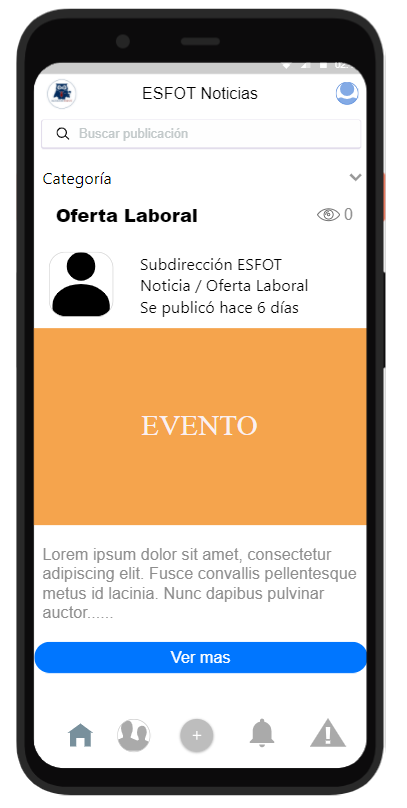 ESFOT Noticias
Buscar publicación
Categoría
Oferta Laboral
0
Subdirección ESFOT
Noticia / Oferta Laboral
Se publicó hace 6 días
EVENTO
Lorem ipsum dolor sit amet, consectetur
adipiscing elit. Fusce convallis pellentesque
metus id lacinia. Nunc dapibus pulvinar
auctor......
Ver mas